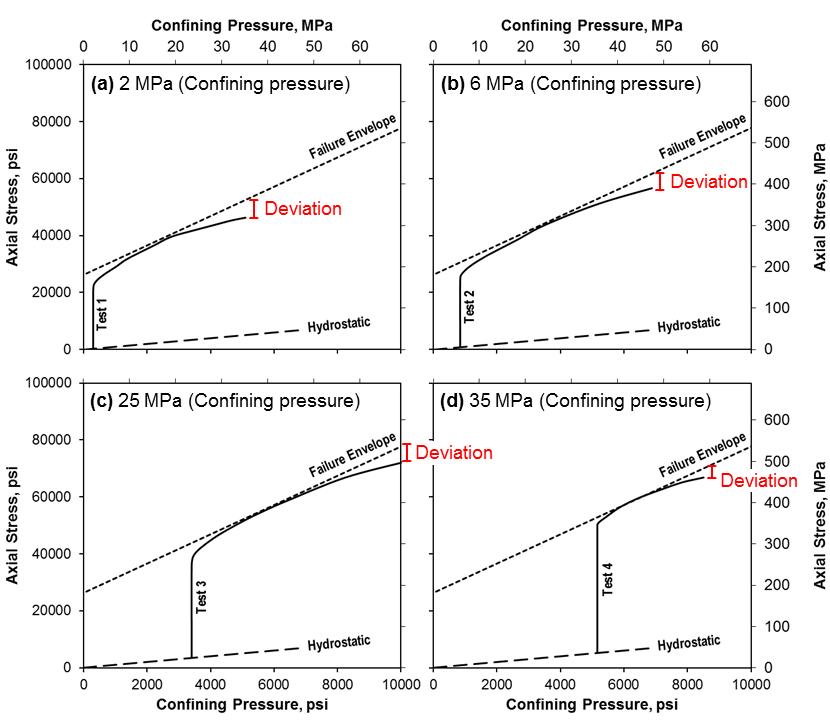 Confining Pressure, MPa
Confining Pressure, MPa
0 10 20 30 40 50 60
0 10 20 30 40 50 60
100000
80000
60000
40000
20000
0
Axial Stress, psi
(a) 2 MPa (Confining pressure)
Failure Envelope
Deviation
Test 1
Hydrostatic
(b) 6 MPa (Confining pressure)
Failure Envelope
Deviation
Test 2
Hydrostatic
600
500
400
300
200
100
0
Axial Stress, MPa
100000
80000
60000
40000
20000
0
Axial Stress, psi
(c) 25 MPa (Confining pressure)
Failure Envelope
Deviation
Test 3
Hydrostatic
(d) 35 MPa (Confining pressure)
Failure Envelope
Deviation
Test 4
Hydrostatic
600
500
400
300
200
100
0
Axial Stress, MPa
0 2000 4000 6000 8000 10000
0 2000 4000 6000 8000 10000
Confining Pressure, psi
Confining Pressure, psi